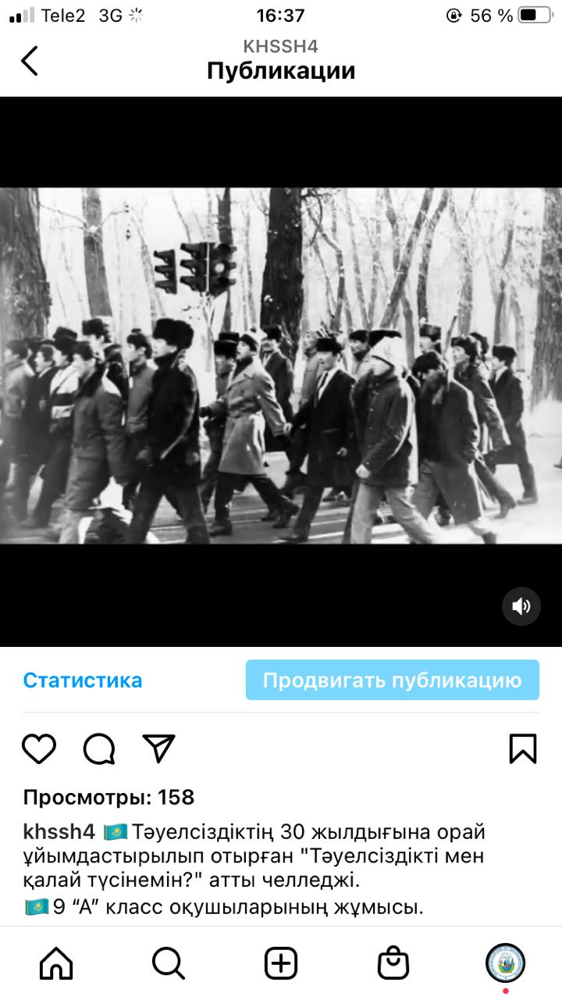 Tele2 3G 16:37 56 %
KHSSH4
Публикации
Статистика Продвигать публикацию
Просмотры: 158
khssh4 🇰🇿Тәуелсіздіктің 30 жылдығына орай
ұйымдастырылып отырған "Тәуелсіздікті мен
қалай түсінемін?" атты челледжі.
🇰🇿9 “А” класс оқушыларының жұмысы.